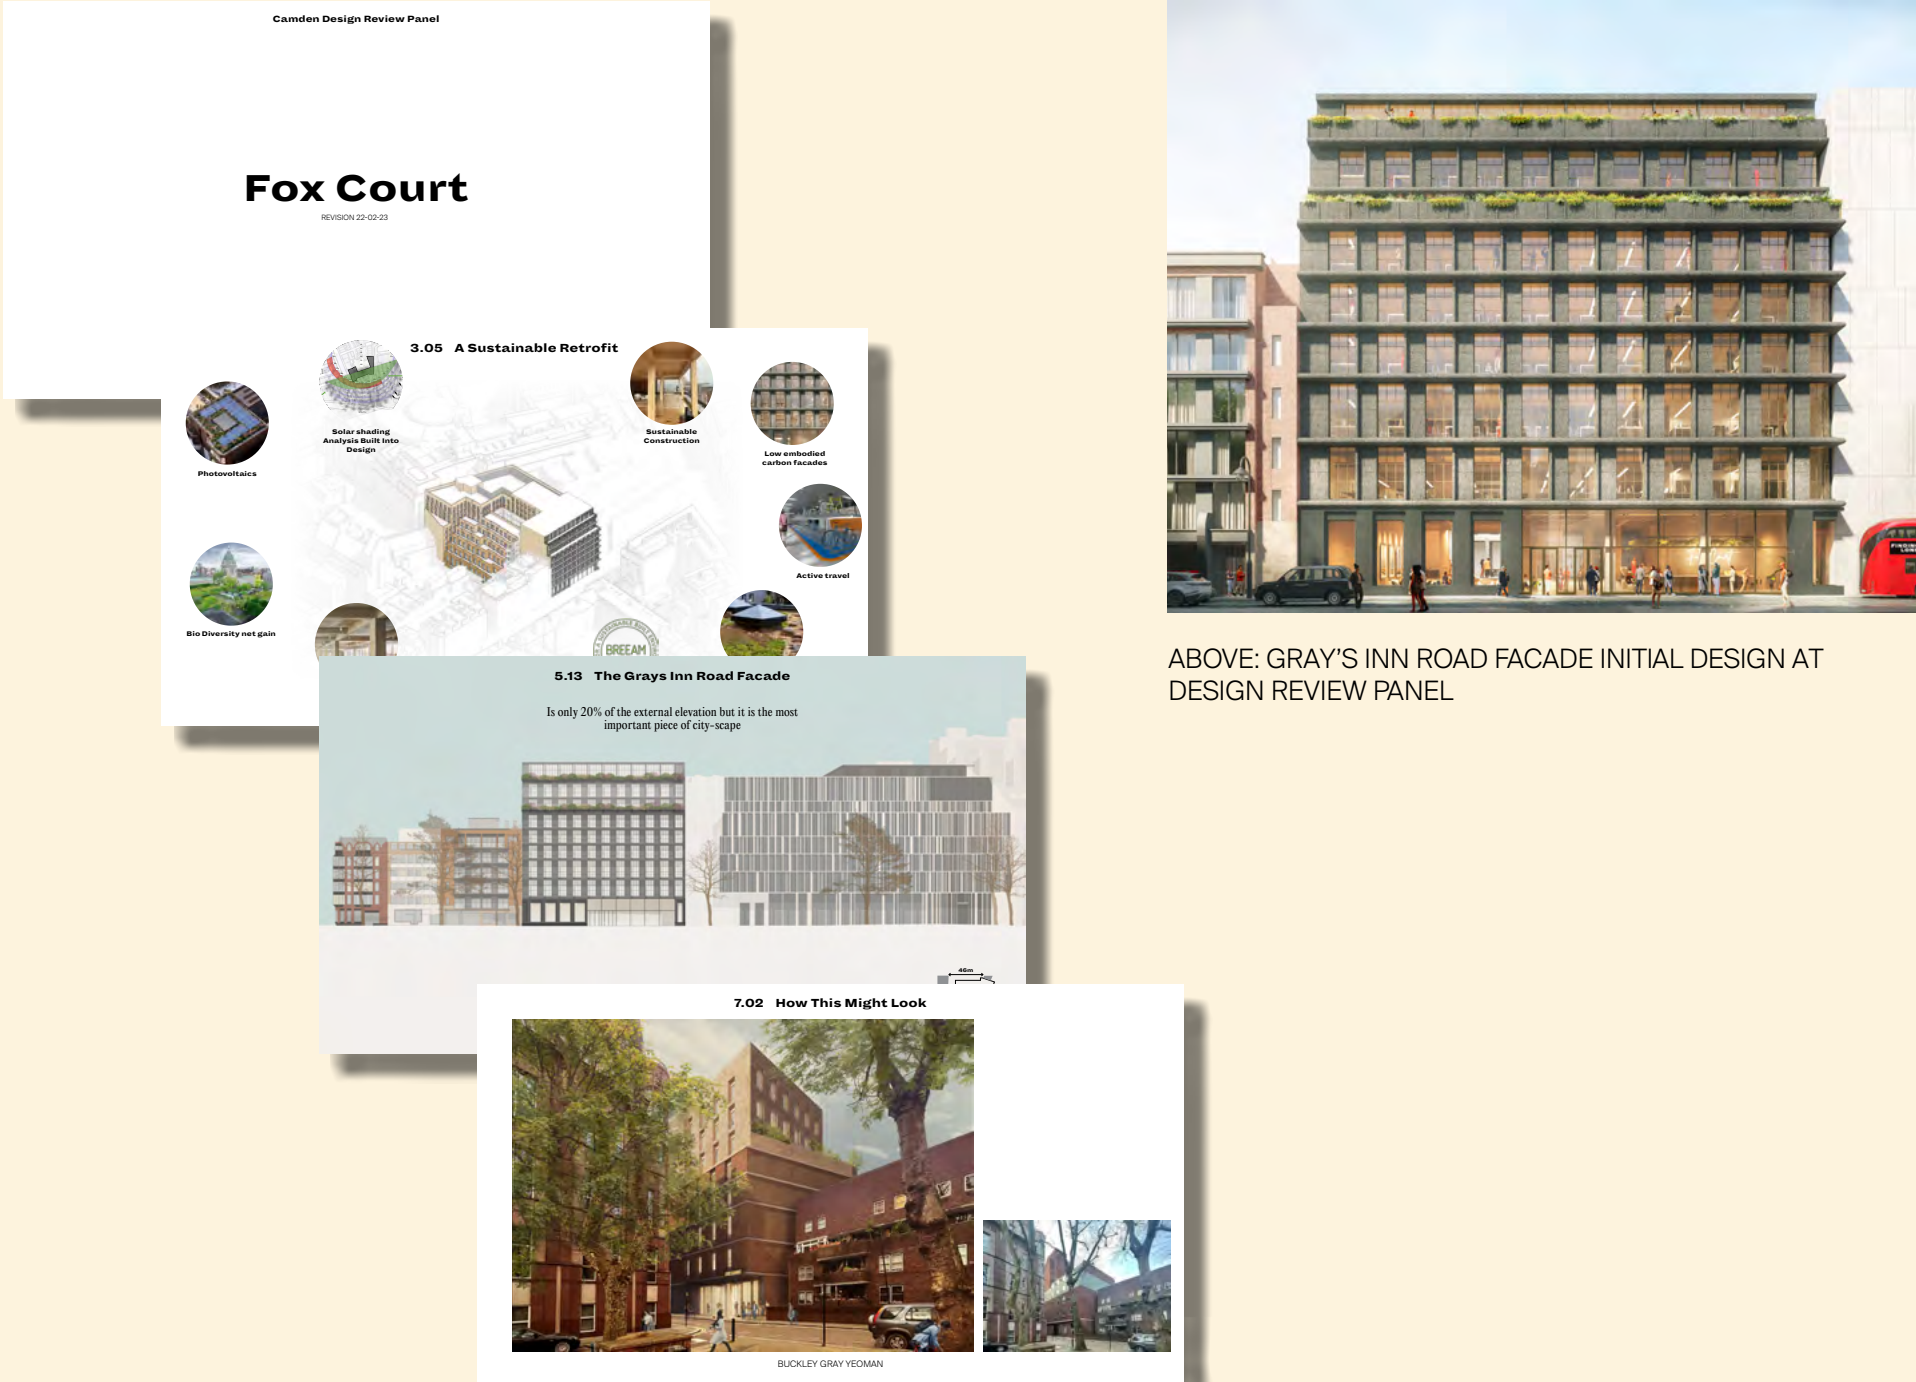 Camden Design Review Panel
Fox Court
REVISION 22-02-23
3.05 A Sustainable Retrofit
Photovoltaics
Solar shading
Analysis Built Into
Design
Sustainable
Construction
Low embodied
carbon facades
Active travel
Bio Diversity net gain
BREEAM
5.13 The Grays Inn Road Facade
Is only 20% of the external elevation but it is the most
important piece of city-scape
46m
7.02 How This Might Look
BUCKLEY GRAY YEOMAN
ABOVE: GRAY'S INN ROAD FACADE INITIAL DESIGN AT
DESIGN REVIEW PANEL